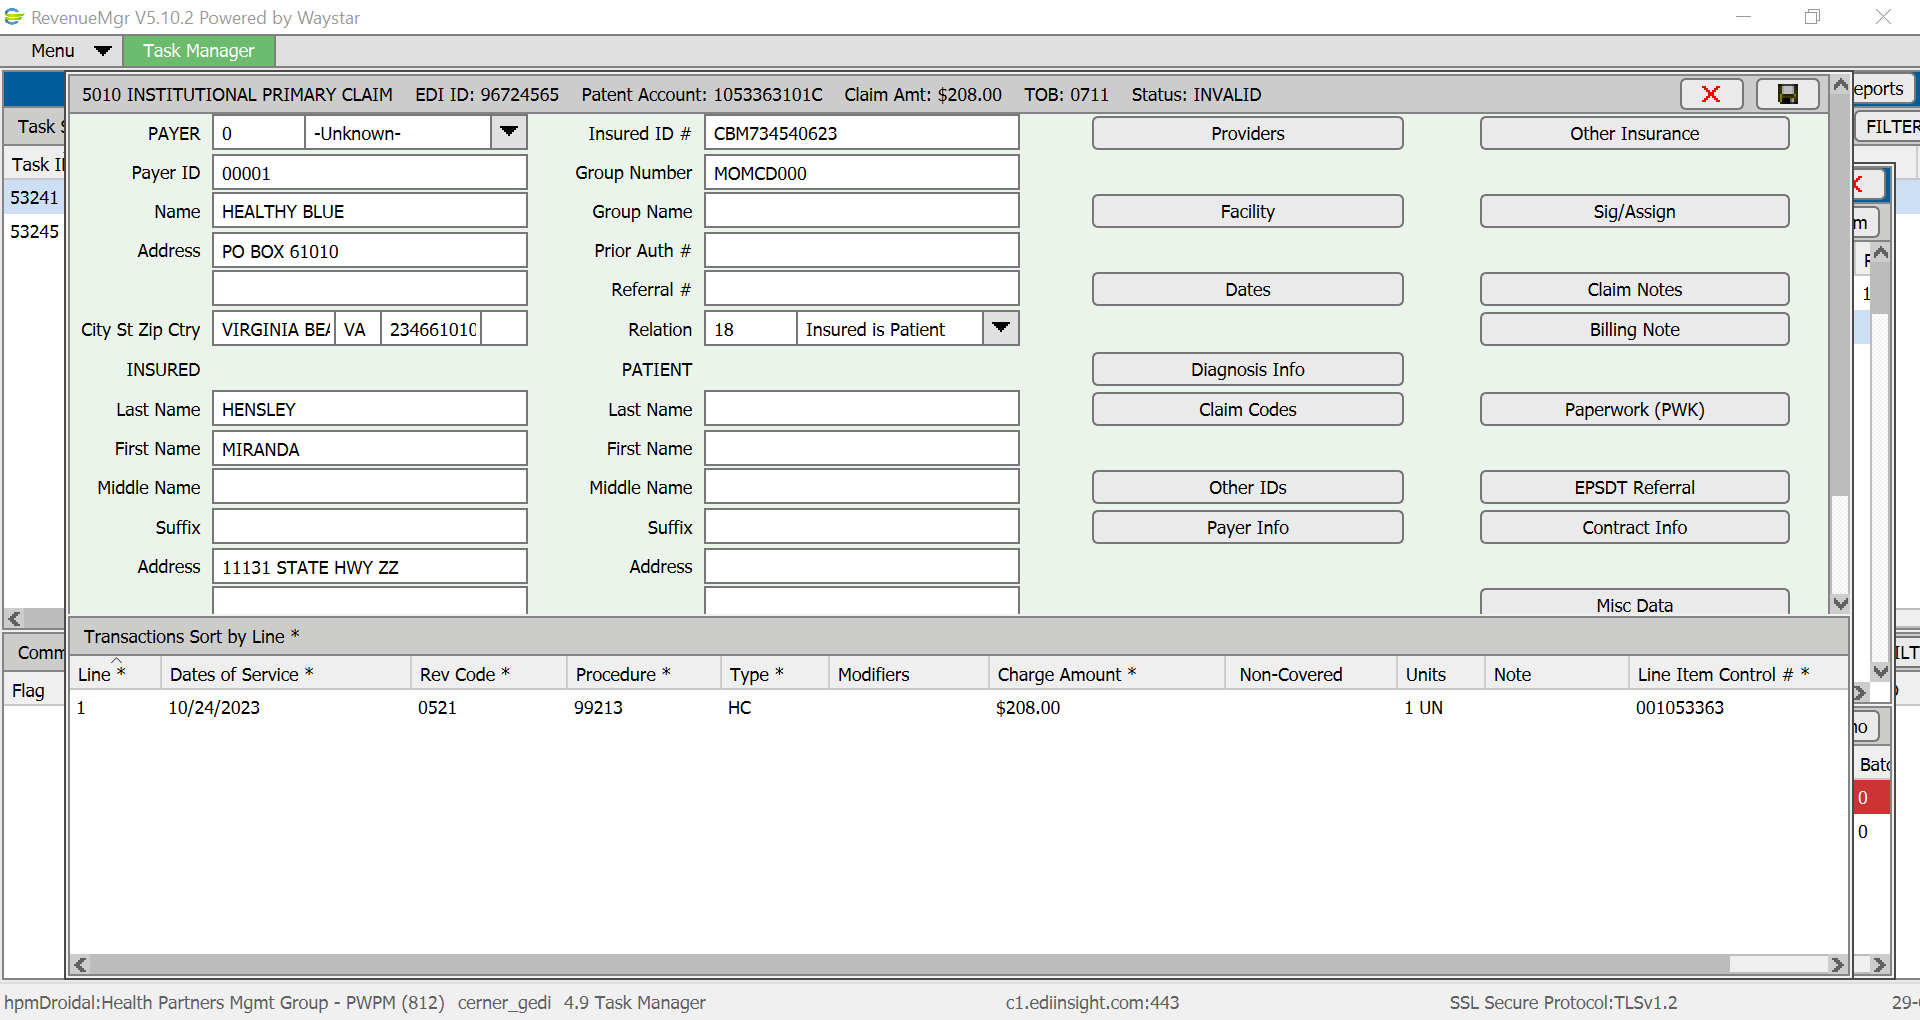 RevenueMgr V5.10.2 Powered by Waystar
Menu Task Manager
5010 INSTITUTIONAL PRIMARY CLAIM EDI ID: 96724565 Patent Account: 1053363101C Claim Amt: $208.00 TOB: 0711 Status: INVALID
eports
Task S
FILTER
Task I
53241
53245
PAYER 0 -Unknown- Insured ID # CBM734540623 Providers Other Insurance
Payer ID 00001 Group Number MOMCD000
Name HEALTHY BLUE Group Name Facility Sig/Assign
Address PO BOX 61010 Prior Auth #
Referral # Dates Claim Notes
City St Zip Ctry VIRGINIA BEA VA 234661010 Relation 18 Insured is Patient Billing Note
INSURED PATIENT Diagnosis Info
Last Name HENSLEY Last Name Claim Codes Paperwork (PWK)
First Name MIRANDA First Name
Middle Name Middle Name Other IDs EPSDT Referral
Suffix Suffix Payer Info Contract Info
Address 11131 STATE HWY ZZ Address
Misc Data
m
1
Comm
Flag
Transactions Sort by Line *
Line * Dates of Service * Rev Code * Procedure * Type * Modifiers Charge Amount * Non-Covered Units Note Line Item Control # *
1 10/24/2023 0521 99213 HC $208.00 1 UN 001053363
ILT
no
Batc
0
0
hpmDroidal:Health Partners Mgmt Group - PWPM (812) cerner_gedi 4.9 Task Manager c1.ediinsight.com:443 SSL Secure Protocol:TLSv1.2 29-